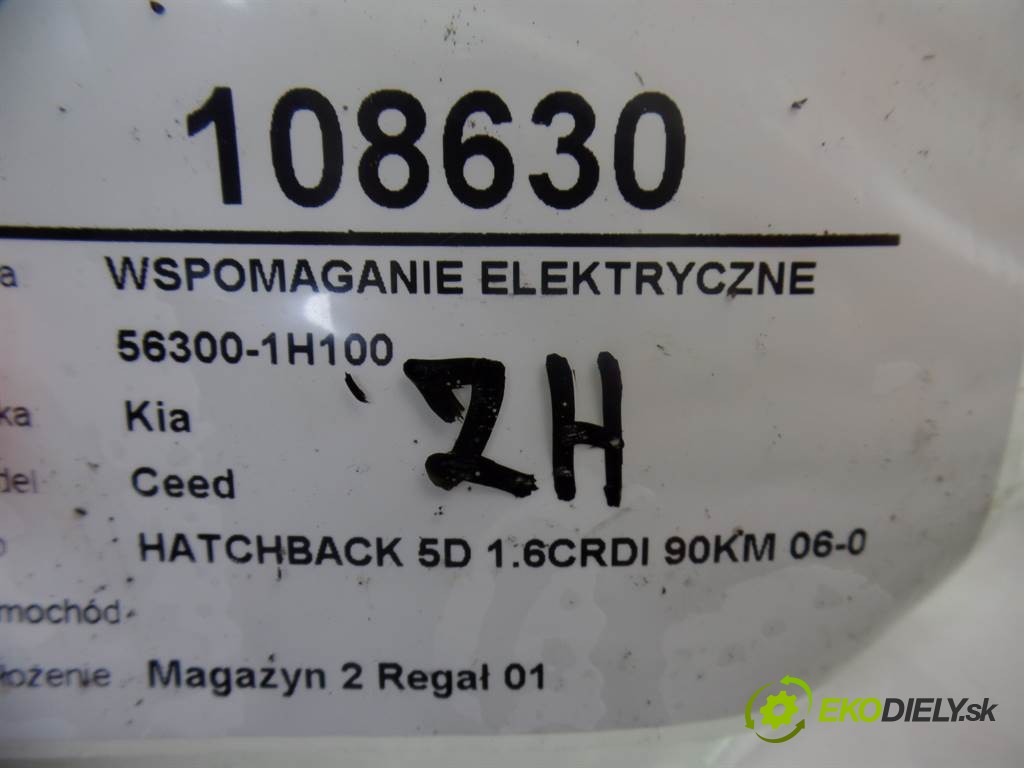 108630
a WSPOMAGANIE ELEKTRYCZNE
56300-1H100
ka Kia
del Ceed
ZH
HATCHBACK 5D 1.6CRDI 90KM 06-0
mochód
łożenie Magazyn 2 Regał 01
EKODIELY.sk